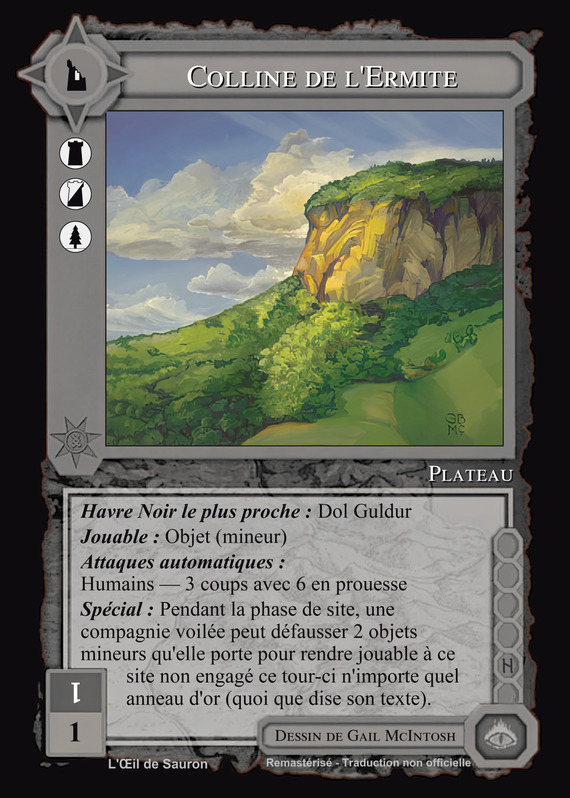 Colline de l'Ermite
GB
Mc
Plateau
Havre Noir le plus proche : Dol Guldur
Jouable : Objet (mineur)
Attaques automatiques :
Humains — 3 coups avec 6 en prouesse
Spécial : Pendant la phase de site, une
compagnie voilée peut défausser 2 objets
mineurs qu'elle porte pour rendre jouable à ce
site non engagé ce tour-ci n'importe quel
anneau d'or (quoi que dise son texte).
1
1
Dessin de Gail McIntosh
L'Œil de Sauron
Remastérisé - Traduction non officielle